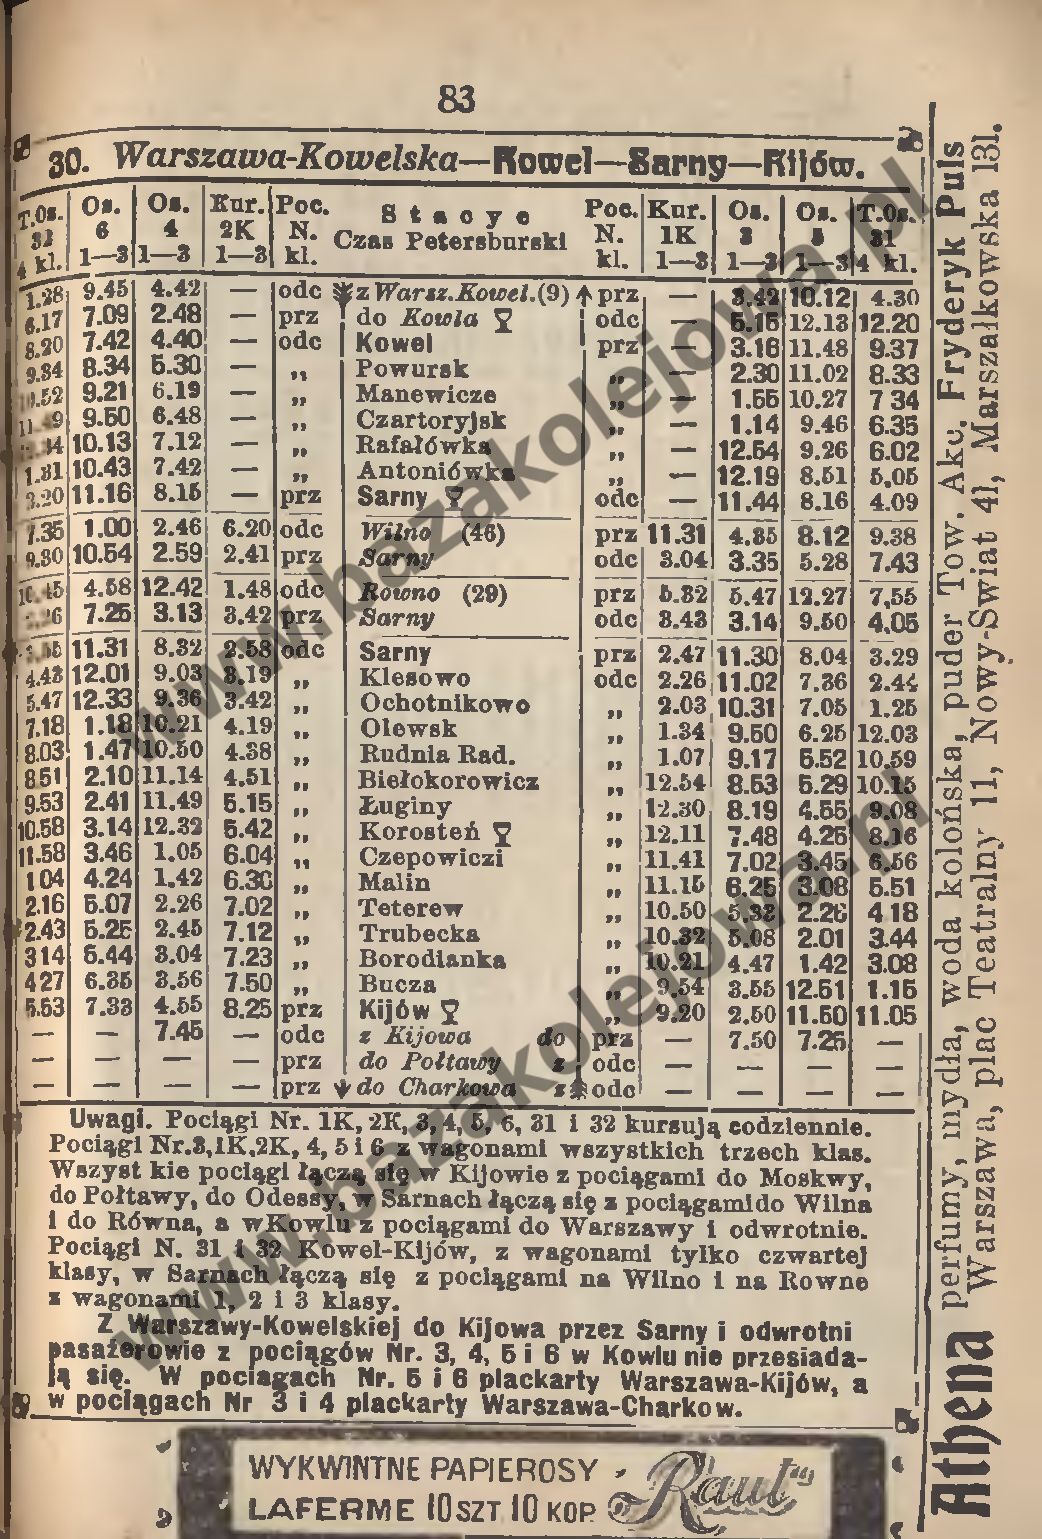 83
30. Warszawa-Kowelska—Kowel—Sarny—Kijów.
T.Os. Os. Os. Kur. Poc. Stacye Poc. Kur. Os. Os. T.Os.
32 6 4 2K N. Czas Petersburski N. 1K 3 5 31
4 kl. 1—3 1—3 1—3 kl. kl. 1—3 1—3 1—3 4 kl.
1.28 9.45 4.42 — odc z Warsz.Kowel.(9) prz — 3.42 10.12 4.30
6.17 7.09 2.48 — prz do Kowla odc — 5.15 12.13 12.20
8.20 7.42 4.40 — odc Kowel prz — 3.16 11.48 9.37
9.34 8.34 5.30 — „ Powursk „ — 2.30 11.02 8.33
10.52 9.21 6.19 — „ Manewicze „ — 1.55 10.27 7 34
9.50 6.48 — „ Czartoryjsk „ — 1.14 9.46 6.35
10.13 7.12 — „ Rafałówka „ — 12.54 9.26 6.02
1.31 10.43 7.42 — „ Antoniówka „ — 12.19 8.51 5.05
3.20 11.16 8.15 — prz Sarny odc — 11.44 8.16 4.09
7.35 1.00 2.46 6.20 odc Wilno (46) prz 11.31 4.35 8.12 9.38
9.30 10.54 2.59 2.41 prz Sarny odc 3.04 3.35 5.28 7.43
10.45 4.58 12.42 1.48 odc Rowno (29) prz 5.32 5.47 12.27 7.55
7.25 3.13 3.42 prz Sarny odc 3.43 3.14 9.50 4.05
11.31 8.32 2.58 odc Sarny prz 2.47 11.30 8.04 3.29
4.43 12.01 9.03 3.19 „ Klesowo odc 2.26 11.02 7.36 2.44
5.47 12.33 9.36 3.42 „ Ochotnikowo „ 2.03 10.31 7.05 1.25
7.18 1.18 10.21 4.19 „ Olewsk „ 1.34 9.50 6.25 12.03
8.03 1.47 10.50 4.38 „ Rudnia Rad. „ 1.07 9.17 5.52 10.59
8 51 2.10 11.14 4.51 „ Biełokorowicz „ 12.54 8.53 5.29 10.15
9.53 2.41 11.49 5.15 „ Ługiny „ 12.30 8.19 4.55 9.08
10.58 3.14 12.32 5.42 „ Korosteń „ 12.11 7.48 4.25 8.16
11.58 3.46 1.05 6.04 „ Czepowiczi „ 11.41 7.02 3.45 6.56
1 04 4.24 1.42 6.30 „ Malin „ 11.15 6.25 3.08 5.51
2.16 5.07 2.26 7.02 „ Teterew „ 10.50 5.38 2.26 4 18
2.43 5.25 2.45 7.12 „ Trubecka „ 10.32 5.08 2.01 3.44
3 14 5.44 3.04 7.23 „ Borodianka „ 10.21 4.47 1.42 3.08
4 27 6.35 3.56 7.50 „ Bucza „ 9.54 3.55 12.51 1.15
5.53 7.33 4.55 8.25 prz Kijów „ 9.20 2.50 11.50 11.05
— — 7.45 — odc z Kijowa do prz — 7.50 7.25 —
— — — — prz do Połtawy z odc — — — —
— — — — prz do Charkowa z odc — — — —
Uwagi. Pociągi Nr. 1K, 2K, 3, 4, 5, 6, 31 i 32 kursują codziennie.
Pociągi Nr.3,1K.2K, 4, 5 i 6 z wagonami wszystkich trzech klas.
Wszyst kie pociągi łączą się w Kijowie z pociągami do Moskwy,
do Połtawy, do Odessy, w Sarnach łączą się z pociągami do Wilna
i do Równa, a w Kowlu z pociągami do Warszawy i odwrotnie.
Pociągi N. 31 i 32 Kowel-Kijów, z wagonami tylko czwartej
klasy, w Sarnach łączą się z pociągami na Wilno i na Rowne
z wagonami 1, 2 i 3 klasy.
Z Warszawy-Kowelskiej do Kijowa przez Sarny i odwrotni
pasażerowie z pociągów Nr. 3, 4, 5 i 6 w Kowlu nie przesiada-
ją się. W pociagach Nr. 5 i 6 plackarty Warszawa-Kijów, a
w pociągach Nr 3 i 4 plackarty Warszawa-Charkow.
Athena perfumy, mydła, woda kolońska, puder Tow. Akc. Fryderyk Puls
Warszawa, plac Teatralny 11, Nowy-Świat 41, Marszałkowska 131.
WYKWINTNE PAPIEROSY „Raut"
LAFERME 10 SZT. 10 KOP.
www.bazakolejowa.pl
www.bazakolejowa.pl